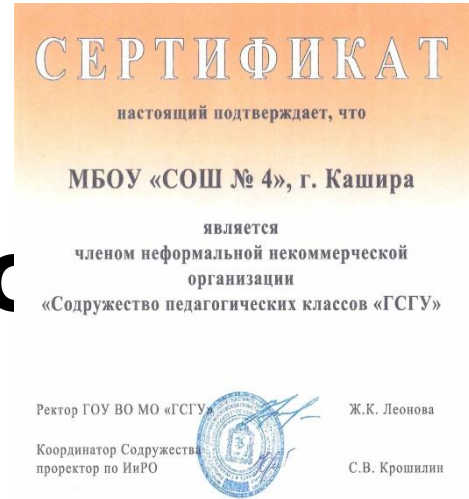 СЕРТИФИКАТ
настоящий подтверждает, что
МБОУ «СОШ № 4», г. Кашира
является
членом неформальной некоммерческой
организации
«Содружество педагогических классов «ГСГУ»
Ректор ГОУ ВО МО «ГСГУ» Ж.К. Леонова
Координатор Содружества
проректор по ИиРО С.В. Крошилин